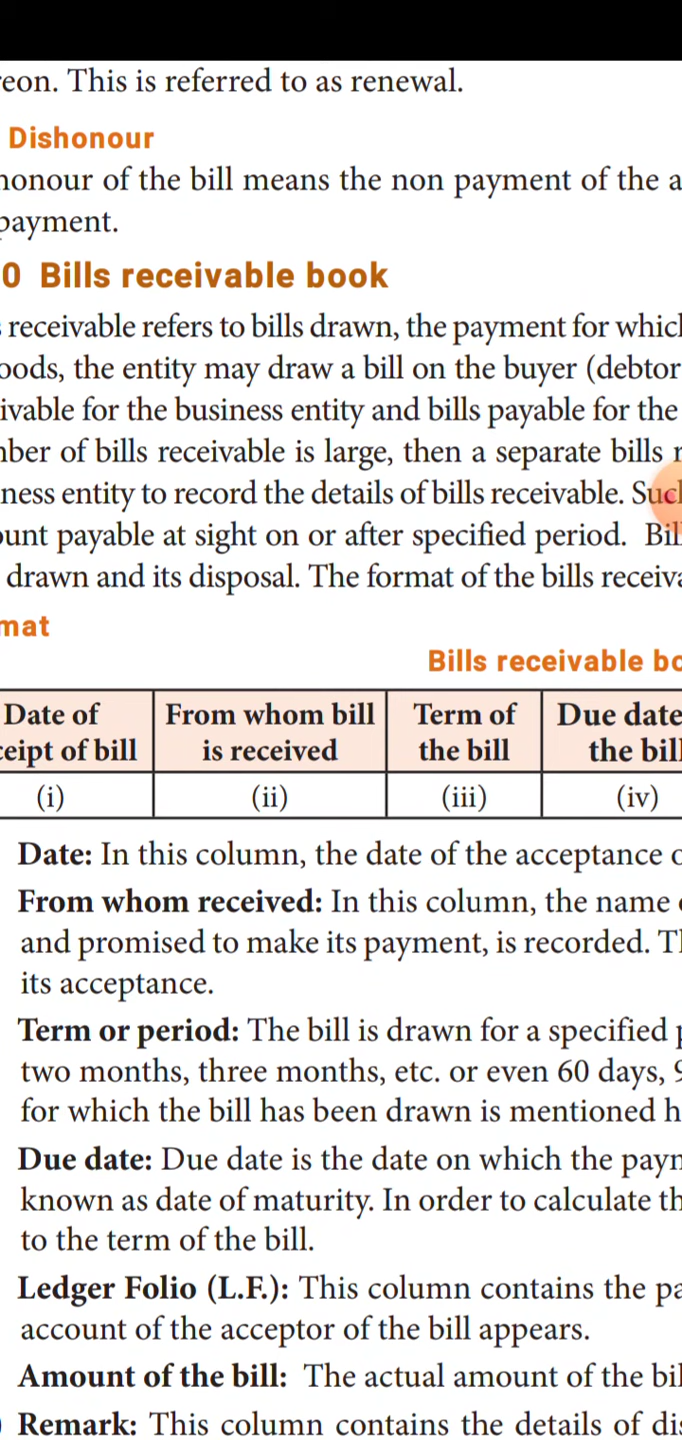 reon. This is referred to as renewal.
Dishonour
honour of the bill means the non payment of the a
payment.
0 Bills receivable book
receivable refers to bills drawn, the payment for which
oods, the entity may draw a bill on the buyer (debtor
ivable for the business entity and bills payable for the
nber of bills receivable is large, then a separate bills r
ness entity to record the details of bills receivable. Such
ount payable at sight on or after specified period. Bill
drawn and its disposal. The format of the bills receiva
mat
Bills receivable bo
Date of From whom bill Term of Due date
ceipt of bill is received the bill the bill
(i) (ii) (iii) (iv)
Date: In this column, the date of the acceptance o
From whom received: In this column, the name
and promised to make its payment, is recorded. Th
its acceptance.
Term or period: The bill is drawn for a specified p
two months, three months, etc. or even 60 days, 9
for which the bill has been drawn is mentioned h
Due date: Due date is the date on which the paym
known as date of maturity. In order to calculate th
to the term of the bill.
Ledger Folio (L.F.): This column contains the pa
account of the acceptor of the bill appears.
Amount of the bill: The actual amount of the bil
) Remark: This column contains the details of dis